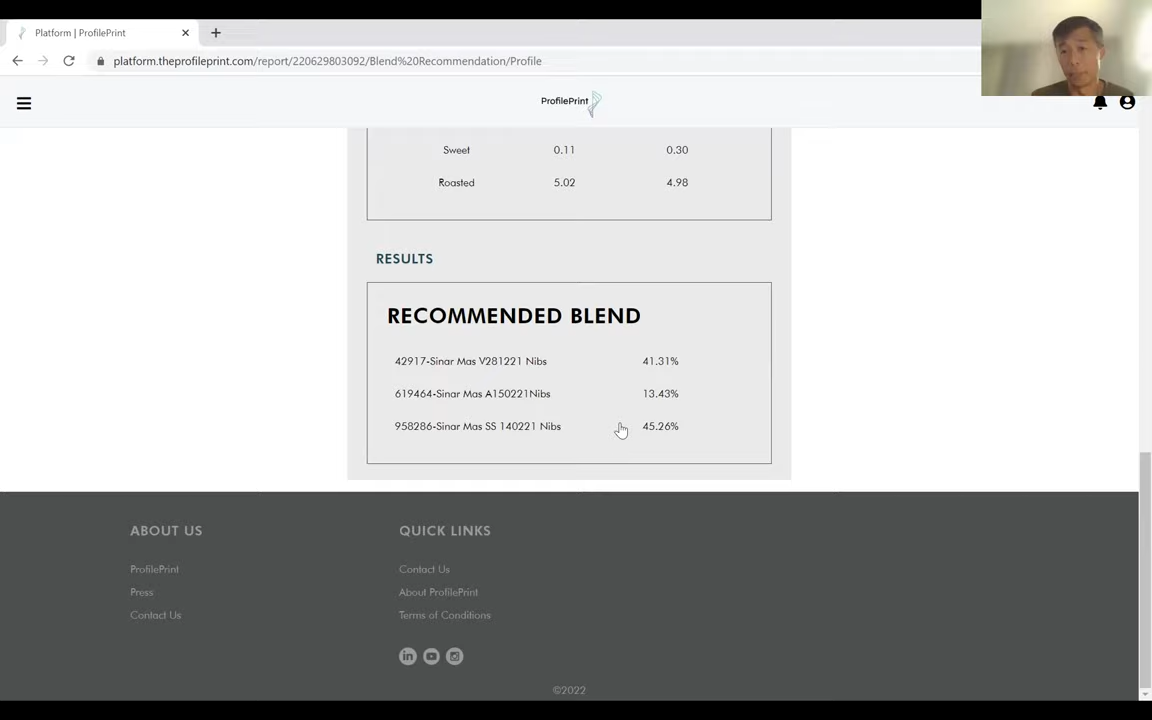 Platform | ProfilePrint
platform.theprofileprint.com/report/220629803092/Blend%20Recommendation/Profile
ProfilePrint
Sweet 0.11 0.30
Roasted 5.02 4.98
RESULTS
RECOMMENDED BLEND
42917-Sinar Mas V281221 Nibs 41.31%
619464-Sinar Mas A150221Nibs 13.43%
958286-Sinar Mas SS 140221 Nibs 45.26%
ABOUT US QUICK LINKS
ProfilePrint Contact Us
Press About ProfilePrint
Contact Us Terms of Conditions
in
©2022